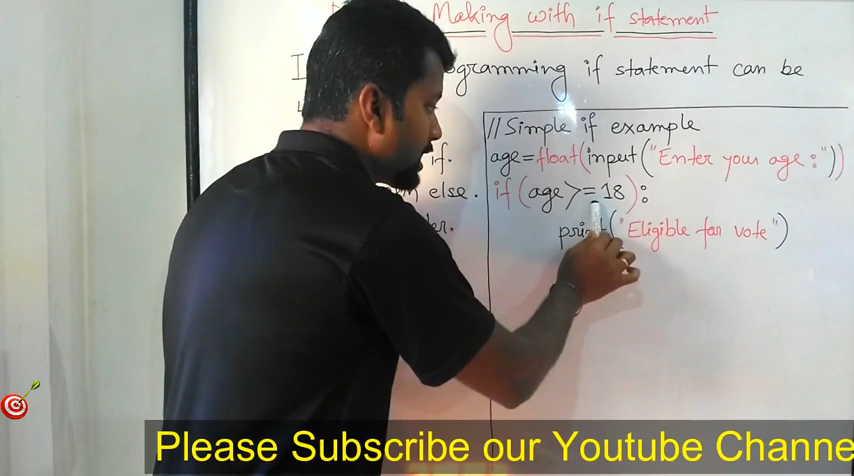 Making with if statement
ogramming if statement can be
//Simple if example
age=float(input("Enter your age:"))
if.
if(age>=18):
else.
print("Eligible for vote")
Please Subscribe our Youtube Channe